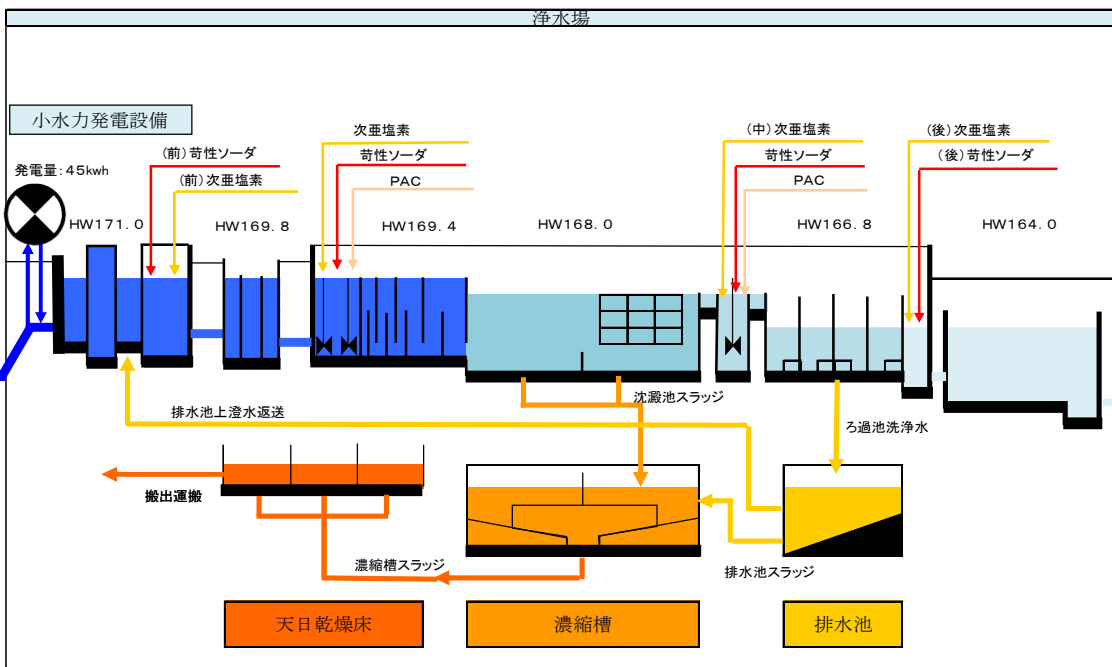 浄水場
小水力発電設備
発電量：45kwh
(前)苛性ソーダ
(前)次亜塩素
次亜塩素
苛性ソーダ
PAC
(中)次亜塩素
苛性ソーダ
PAC
(後)次亜塩素
(後)苛性ソーダ
HW171.0
HW169.8
HW169.4
HW168.0
HW166.8
HW164.0
排水池上澄水返送
沈澱池スラッジ
ろ過池洗浄水
搬出運搬
濃縮槽スラッジ
排水池スラッジ
天日乾燥床
濃縮槽
排水池